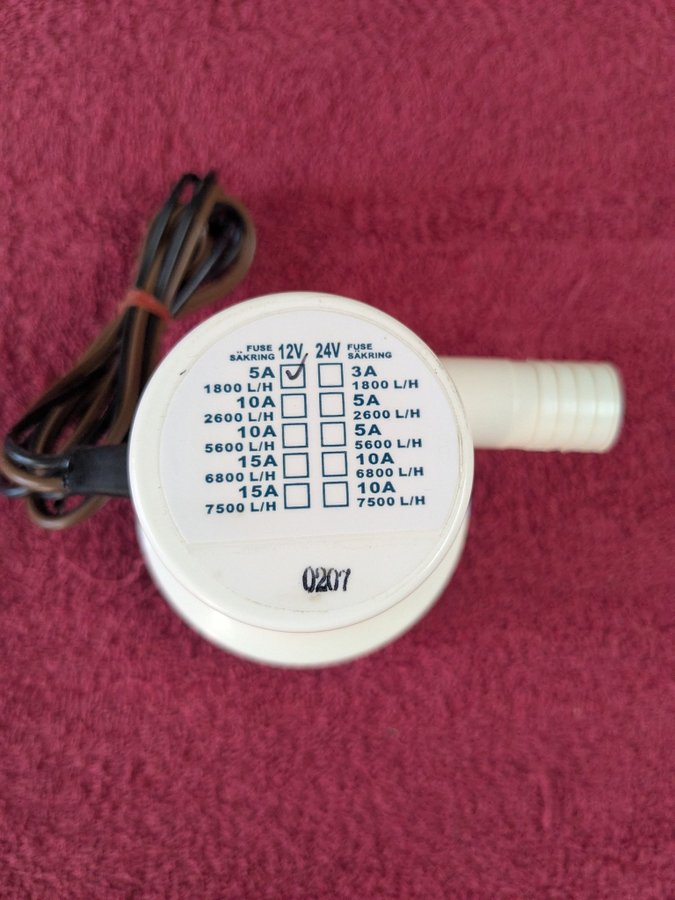 FUSE 12V 24V FUSE
SÄKRING SÄKRING
5A ✓ 3A
1800 L/H 1800 L/H
10A 5A
2600 L/H 2600 L/H
10A 5A
5600 L/H 5600 L/H
15A 10A
6800 L/H 6800 L/H
15A 10A
7500 L/H 7500 L/H
0207